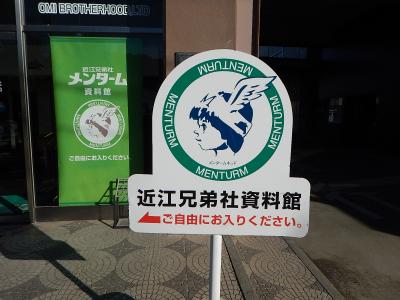 OMI BROTHERHOOD,LTD
近江兄弟社
メンターム
資料館
ご自由にお入りください。
MENTURM
MENTURM
MENTURM
MENTURM
メンタームキッド
近江兄弟社資料館
ご自由にお入りください。